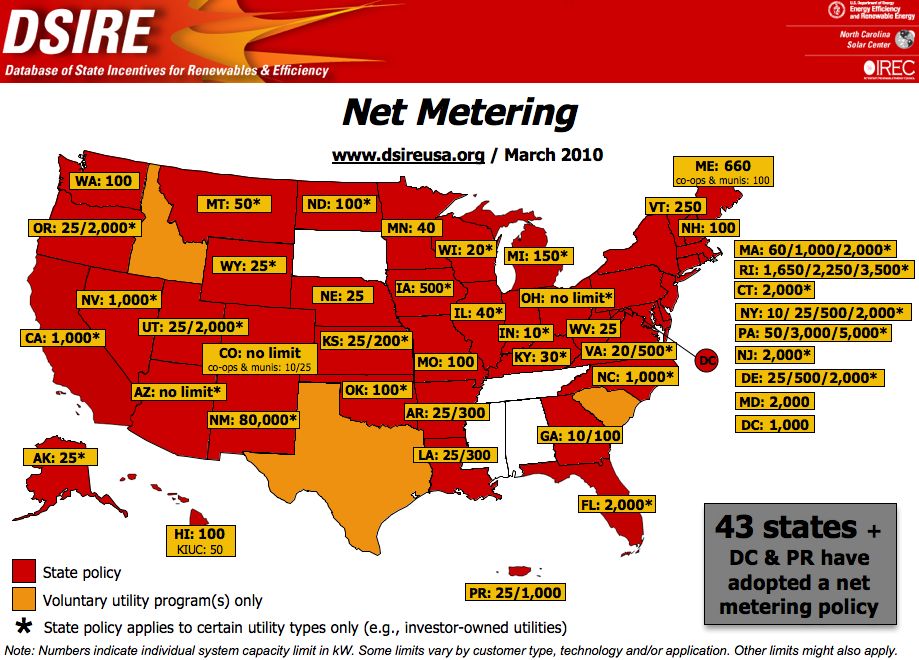 DSIRE
Database of State Incentives for Renewables & Efficiency
U.S. Department of Energy
Energy Efficiency
and Renewable Energy
North Carolina
Solar Center
IREC
Net Metering
www.dsireusa.org / March 2010
ME: 660
co-ops & munis: 100
WA: 100
MT: 50*
ND: 100*
VT: 250
OR: 25/2,000*
MN: 40
NH: 100
WI: 20*
MI: 150*
MA: 60/1,000/2,000*
WY: 25*
RI: 1,650/2,250/3,500*
IA: 500*
CT: 2,000*
NV: 1,000*
NE: 25
OH: no limit*
IL: 40*
NY: 10/ 25/500/2,000*
UT: 25/2,000*
IN: 10*
WV: 25
PA: 50/3,000/5,000*
CA: 1,000*
KS: 25/200*
CO: no limit
co-ops & munis: 10/25
MO: 100
KY: 30*
VA: 20/500*
DC
NJ: 2,000*
NC: 1,000*
DE: 25/500/2,000*
AZ: no limit*
OK: 100*
MD: 2,000
NM: 80,000*
AR: 25/300
DC: 1,000
GA: 10/100
AK: 25*
LA: 25/300
FL: 2,000*
HI: 100
KIUC: 50
PR: 25/1,000
43 states +
DC & PR have
adopted a net
metering policy
State policy
Voluntary utility program(s) only
* State policy applies to certain utility types only (e.g., investor-owned utilities)
Note: Numbers indicate individual system capacity limit in kW. Some limits vary by customer type, technology and/or application. Other limits might also apply.